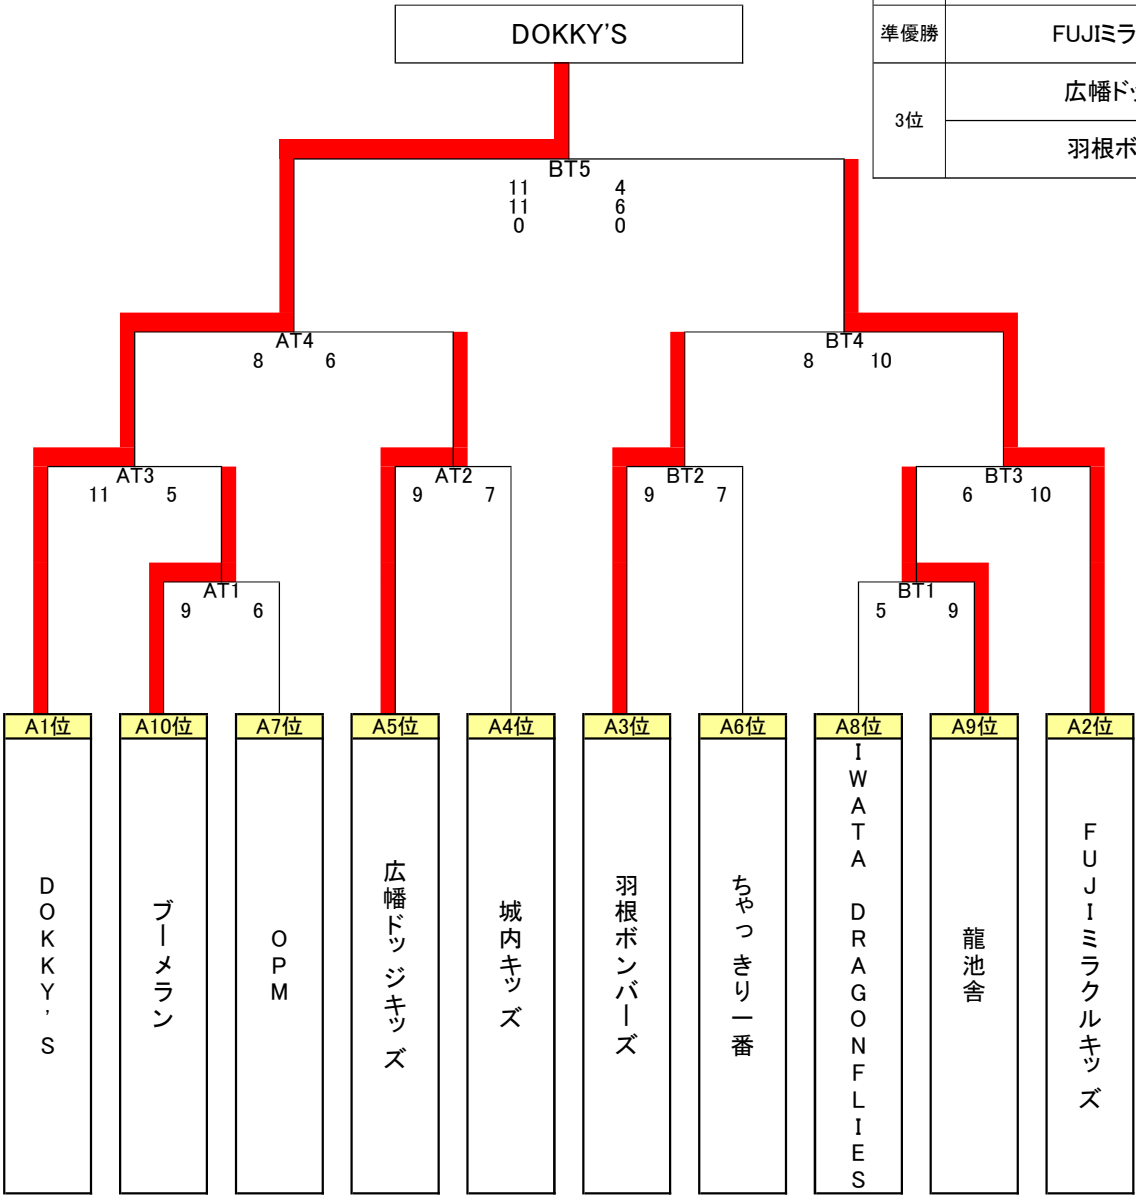 DOKKY'S
準優勝
FUJIミラ
3位
広幡ド
羽根ボ
BT5
11 4
11 6
0 0
AT4
8 6
BT4
8 10
AT3
11 5
AT2
9 7
BT2
9 7
BT3
6 10
AT1
9 6
BT1
5 9
A1位
A10位
A7位
A5位
A4位
A3位
A6位
A8位
A9位
A2位
DOKKY'S
ブーメラン
OPM
広幡ドッジキッズ
城内キッズ
羽根ボンバーズ
ちゃっきり一番
IWATA DRAGONFLIES
龍池舎
FUJIミラクルキッズ